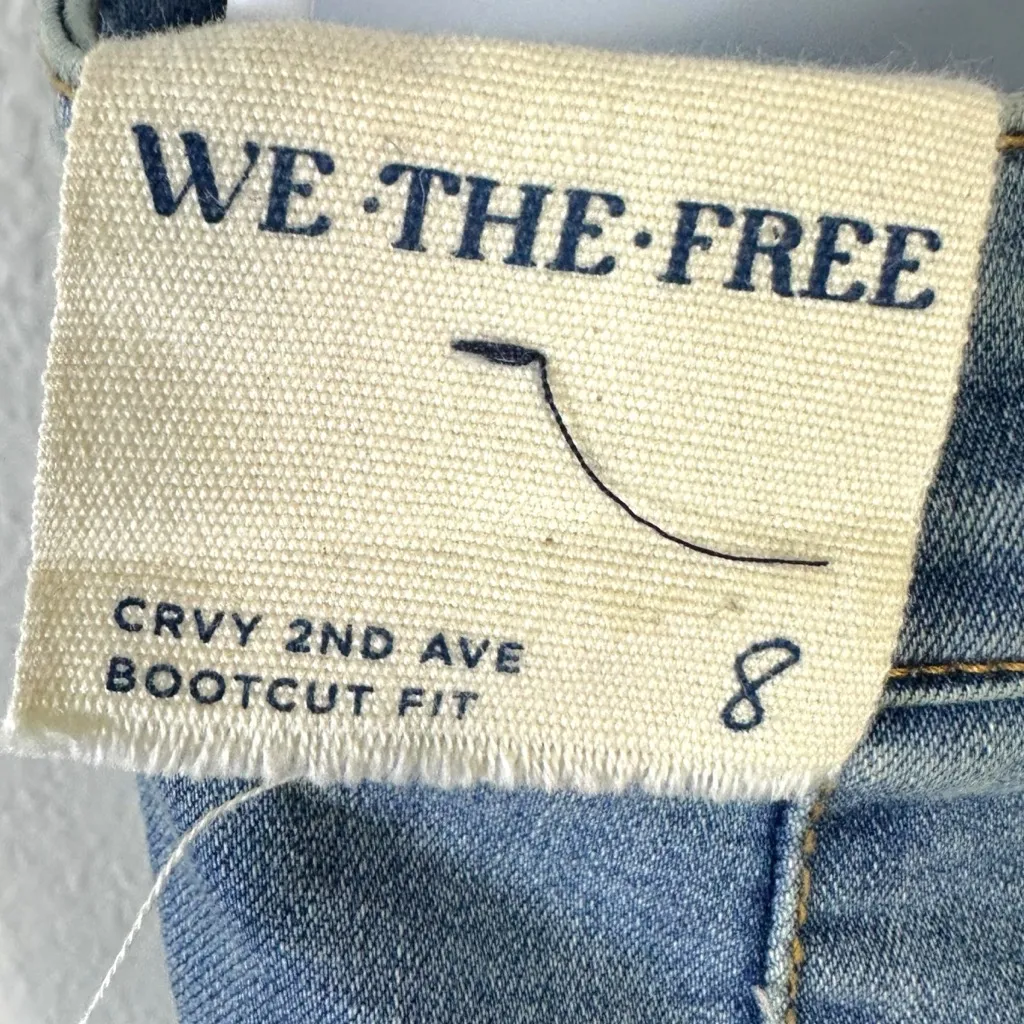 WE·THE·FREE
CRVY 2ND AVE
BOOTCUT FIT
8